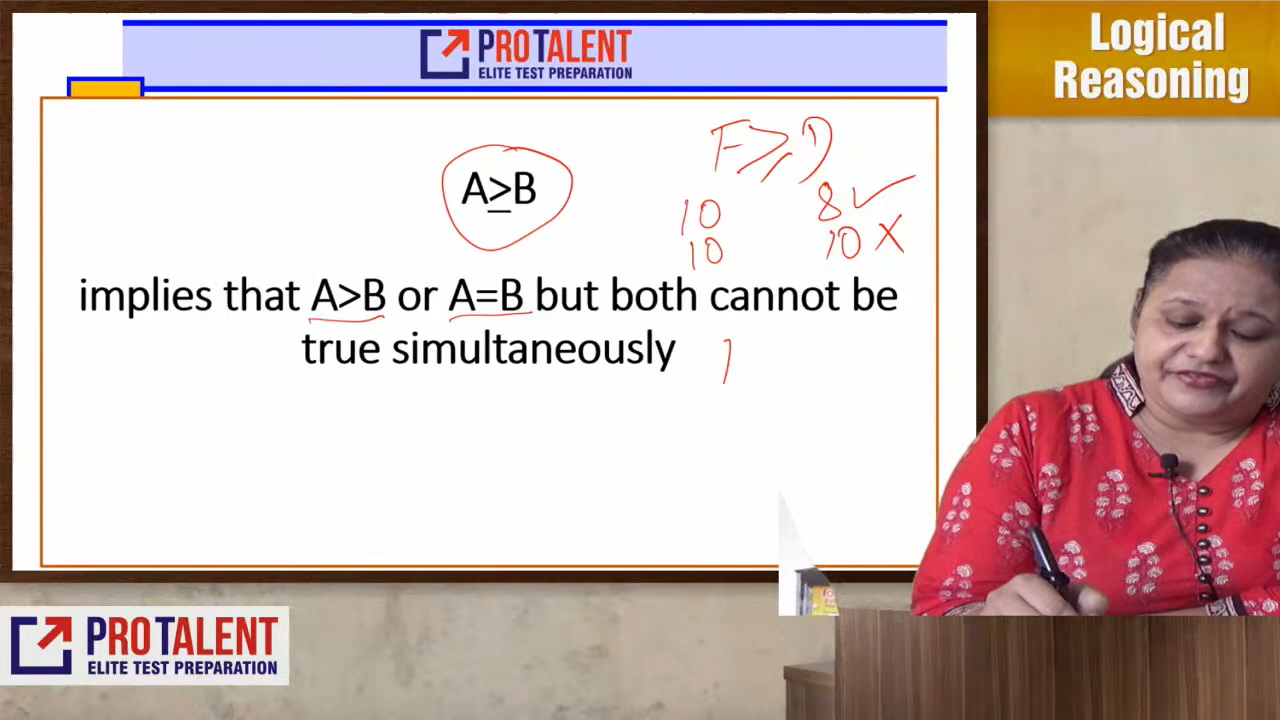 PROTALENT
ELITE TEST PREPARATION
Logical
Reasoning
A≥B
F≥D
10 8 ✓
10 10 X
implies that A>B or A=B but both cannot be
true simultaneously
PROTALENT
ELITE TEST PREPARATION